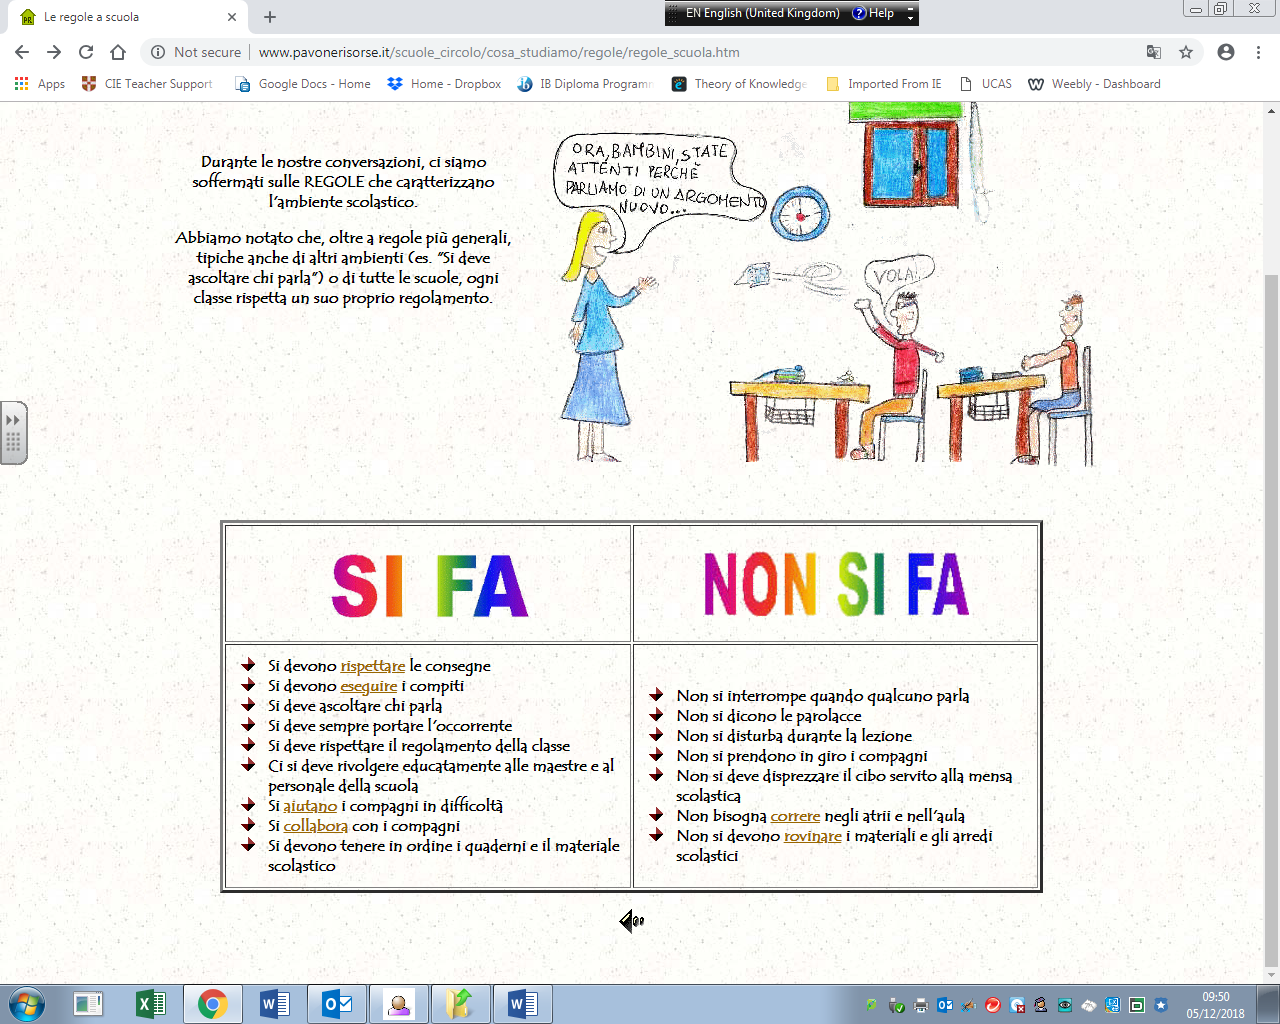 Le regole a scuola
EN English (United Kingdom)
Help
Not secure
www.pavonerisorse.it/scuole_circolo/cosa_studiamo/regole/regole_scuola.htm
Apps
CIE Teacher Support
Google Docs - Home
Home - Dropbox
IB Diploma Programm
Theory of Knowledge
Imported From IE
UCAS
Weebly - Dashboard
Durante le nostre conversazioni, ci siamo
soffermati sulle REGOLE che caratterizzano
l'ambiente scolastico.
Abbiamo notato che, oltre a regole più generali,
tipiche anche di altri ambienti (es. "Si deve
ascoltare chi parla") o di tutte le scuole, ogni
classe rispetta un suo proprio regolamento.
ORA, BAMBINI, STATE
ATTENTI PERCHÈ
PARLIAMO DI UN ARGOMENTO
NUOVO...
VOLA!
SI FA
Si devono rispettare le consegne
Si devono eseguire i compiti
Si deve ascoltare chi parla
Si deve sempre portare l'occorrente
Si deve rispettare il regolamento della classe
Ci si deve rivolgere educatamente alle maestre e al
personale della scuola
Si aiutano i compagni in difficoltà
Si collabora con i compagni
Si devono tenere in ordine i quaderni e il materiale
scolastico
NON SI FA
Non si interrompe quando qualcuno parla
Non si dicono le parolacce
Non si disturba durante la lezione
Non si prendono in giro i compagni
Non si deve disprezzare il cibo servito alla mensa
scolastica
Non bisogna correre negli atrii e nell'aula
Non si devono rovinare i materiali e gli arredi
scolastici
09:50
05/12/2018